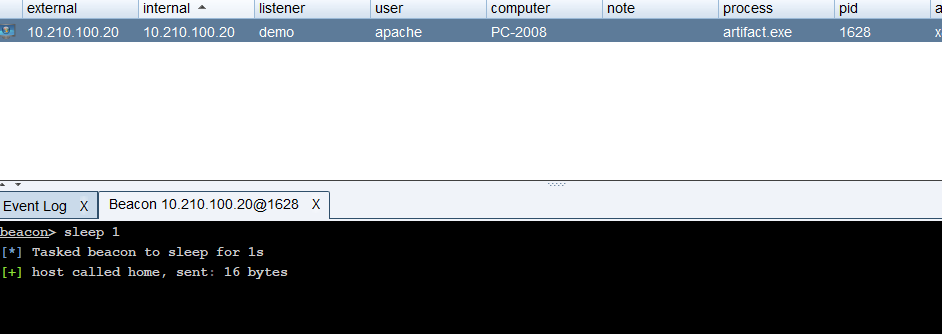 external internal listener user computer note process pid a
10.210.100.20 10.210.100.20 demo apache PC-2008 artifact.exe 1628 x
Event Log X Beacon 10.210.100.20@1628 X
beacon> sleep 1
[*] Tasked beacon to sleep for 1s
[+] host called home, sent: 16 bytes